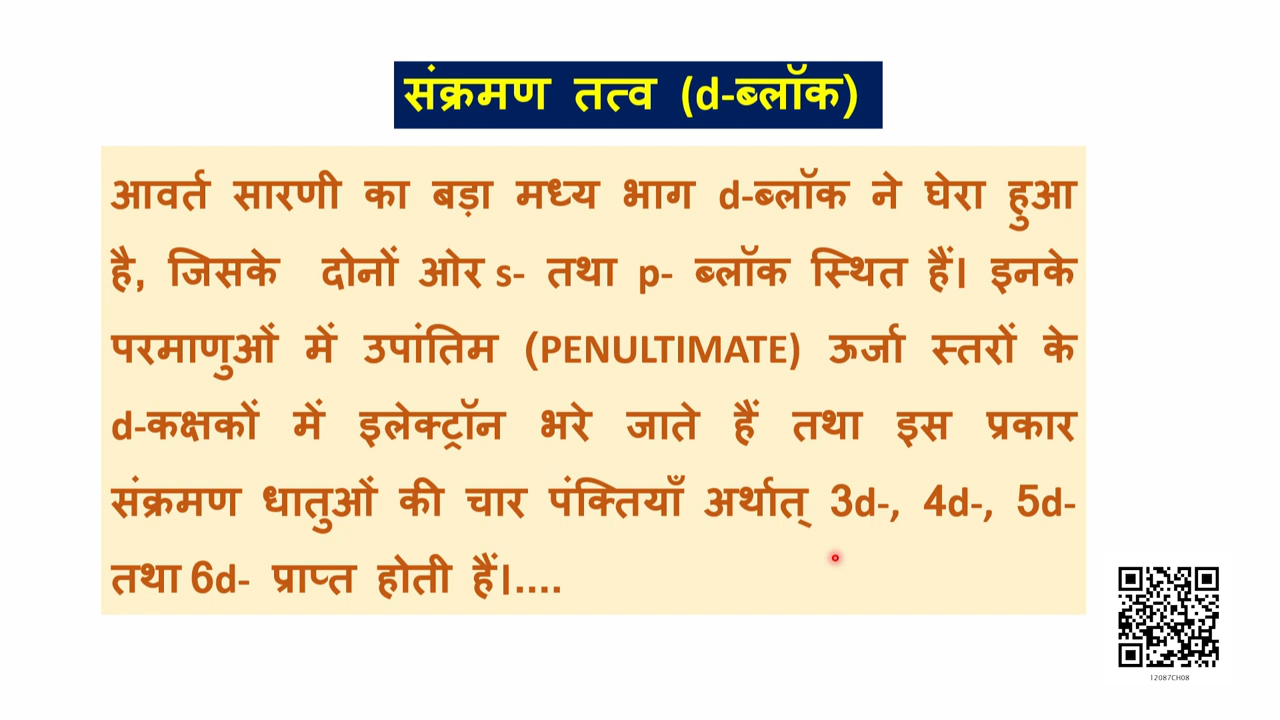 संक्रमण तत्व (d-ब्लॉक)
आवर्त सारणी का बड़ा मध्य भाग d-ब्लॉक ने घेरा हुआ
है, जिसके दोनों ओर s- तथा p- ब्लॉक स्थित हैं। इनके
परमाणुओं में उपांतिम (PENULTIMATE) ऊर्जा स्तरों के
d-कक्षकों में इलेक्ट्रॉन भरे जाते हैं तथा इस प्रकार
संक्रमण धातुओं की चार पंक्तियाँ अर्थात् 3d-, 4d-, 5d-
तथा 6d- प्राप्त होती हैं।....
12087CH08